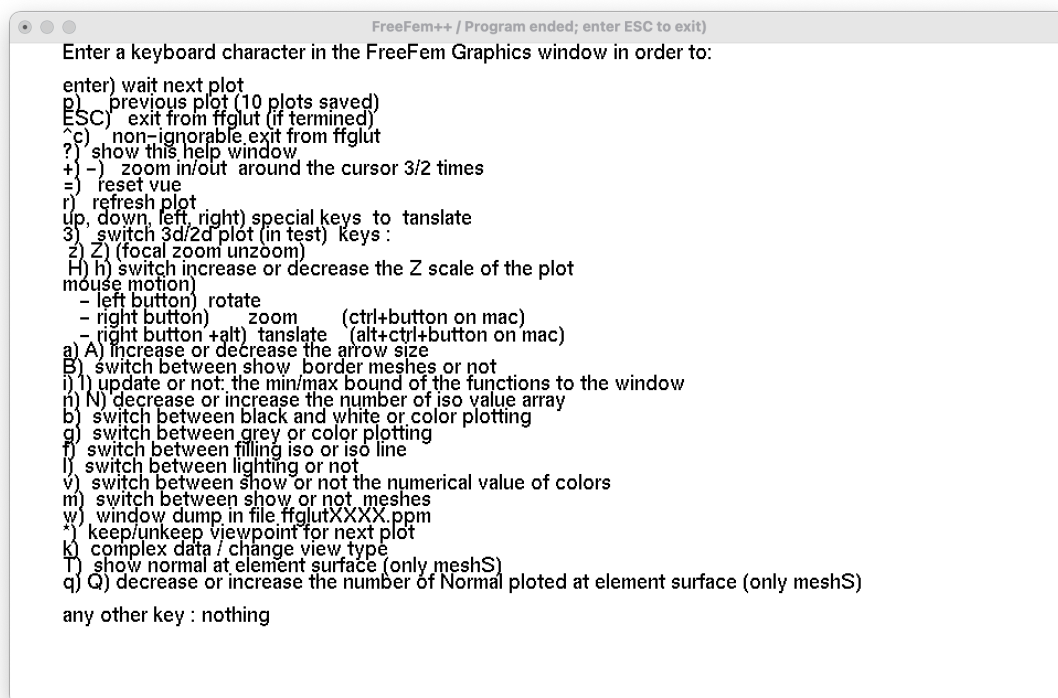 FreeFem++ / Program ended; enter ESC to exit)
Enter a keyboard character in the FreeFem Graphics window in order to:
enter) wait next plot
p)     previous plot (10 plots saved)
ESC)   exit from ffglut (if termined)
^c)   non-ignorable exit from ffglut
?)  show this help window
+) -)   zoom in/out  around the cursor 3/2 times
=)   reset vue
r)   refresh plot
up, down, left, right) special keys  to  tanslate
3)   switch 3d/2d plot (in test)  keys :
z) Z) (focal zoom unzoom)
H) h) switch increase or decrease the Z scale of the plot
mouse motion)
- left button)  rotate
- right button)       zoom        (ctrl+button on mac)
- right button +alt)  tanslate    (alt+ctrl+button on mac)
a) A) increase or decrease the arrow size
B)  switch between show  border meshes or not
i) I) update or not: the min/max bound of the functions to the window
n) N) decrease or increase the number of iso value array
b)  switch between black and white or color plotting
g)  switch between grey or color plotting
f)  switch between filling iso or iso line
l)  switch between lighting or not
v)  switch between show or not the numerical value of colors
m)  switch between show or not  meshes
w)  window dump in file ffglutXXXX.ppm
*)  keep/unkeep viewpoint for next plot
k)  complex data / change view type
T)  show normal at element surface (only meshS)
q) Q) decrease or increase the number of Normal ploted at element surface (only meshS)
any other key : nothing